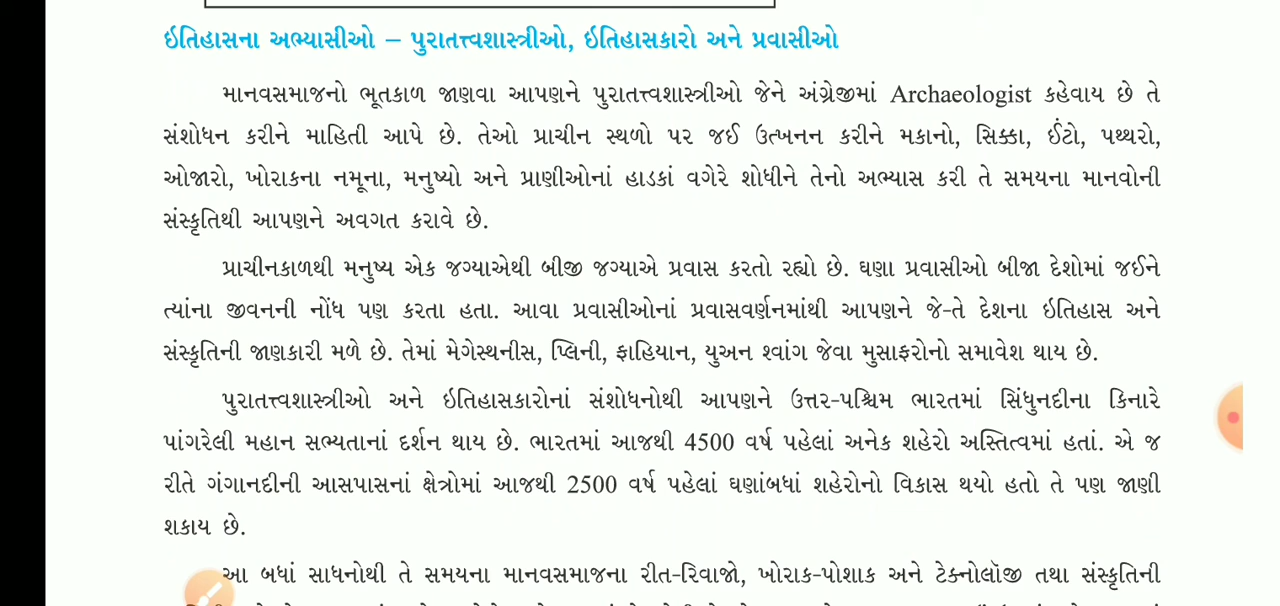 ઇતિહાસના અભ્યાસીઓ – પુરાતત્ત્વશાસ્ત્રીઓ, ઇતિહાસકારો અને પ્રવાસીઓ
માનવસમાજનો ભૂતકાળ જાણવા આપણને પુરાતત્ત્વશાસ્ત્રીઓ જેને અંગ્રેજીમાં Archaeologist કહેવાય છે તે
સંશોધન કરીને માહિતી આપે છે. તેઓ પ્રાચીન સ્થળો પર જઈ ઉત્ખનન કરીને મકાનો, સિક્કા, ઈંટો, પથ્થરો,
ઓજારો, ખોરાકના નમૂના, મનુષ્યો અને પ્રાણીઓનાં હાડકાં વગેરે શોધીને તેનો અભ્યાસ કરી તે સમયના માનવોની
સંસ્કૃતિથી આપણને અવગત કરાવે છે.
પ્રાચીનકાળથી મનુષ્ય એક જગ્યાએથી બીજી જગ્યાએ પ્રવાસ કરતો રહ્યો છે. ઘણા પ્રવાસીઓ બીજા દેશોમાં જઈને
ત્યાંના જીવનની નોંધ પણ કરતા હતા. આવા પ્રવાસીઓનાં પ્રવાસવર્ણનમાંથી આપણને જે-તે દેશના ઇતિહાસ અને
સંસ્કૃતિની જાણકારી મળે છે. તેમાં મેગેસ્થનીસ, પ્લિની, ફાહિયાન, યુઅન શ્વાંગ જેવા મુસાફરોનો સમાવેશ થાય છે.
પુરાતત્ત્વશાસ્ત્રીઓ અને ઇતિહાસકારોનાં સંશોધનોથી આપણને ઉત્તર-પશ્ચિમ ભારતમાં સિંધુનદીના કિનારે
પાંગરેલી મહાન સભ્યતાનાં દર્શન થાય છે. ભારતમાં આજથી 4500 વર્ષ પહેલાં અનેક શહેરો અસ્તિત્વમાં હતાં. એ જ
રીતે ગંગાનદીની આસપાસનાં ક્ષેત્રોમાં આજથી 2500 વર્ષ પહેલાં ઘણાંબધાં શહેરોનો વિકાસ થયો હતો તે પણ જાણી
શકાય છે.
આ બધાં સાધનોથી તે સમયના માનવસમાજના રીત-રિવાજો, ખોરાક-પોશાક અને ટેક્નોલૉજી તથા સંસ્કૃતિની